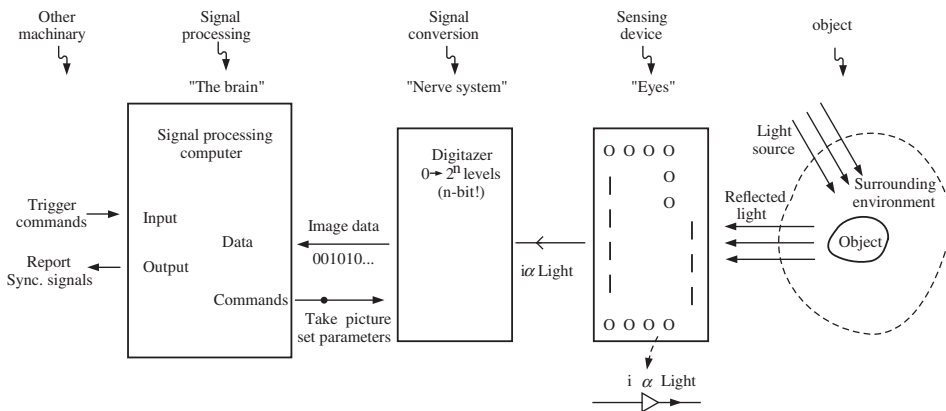 Other
machinary
Signal
processing
Signal
conversion
Sensing
device
object
"The brain"
"Nerve system"
"Eyes"
Signal processing
computer
Digitazer
0→ 2ⁿ levels
(n-bit!)
O O O O
O
O
O O O O
Light
source
Surrounding
environment
Reflected
light
Object
Trigger
commands
Input
Data
Image data
001010...
iα Light
Report
Sync. signals
Output
Commands
Take picture
set parameters
i α Light